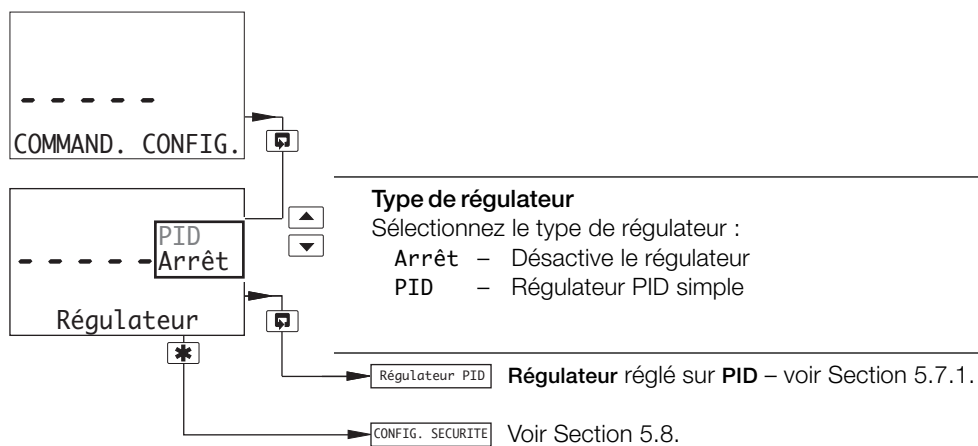 - - - - -
COMMAND. CONFIG.
PID
- - - - - Arrêt
Régulateur
Type de régulateur
Sélectionnez le type de régulateur :
Arrêt – Désactive le régulateur
PID – Régulateur PID simple
Régulateur PID Régulateur réglé sur PID – voir Section 5.7.1.
CONFIG. SECURITE Voir Section 5.8.